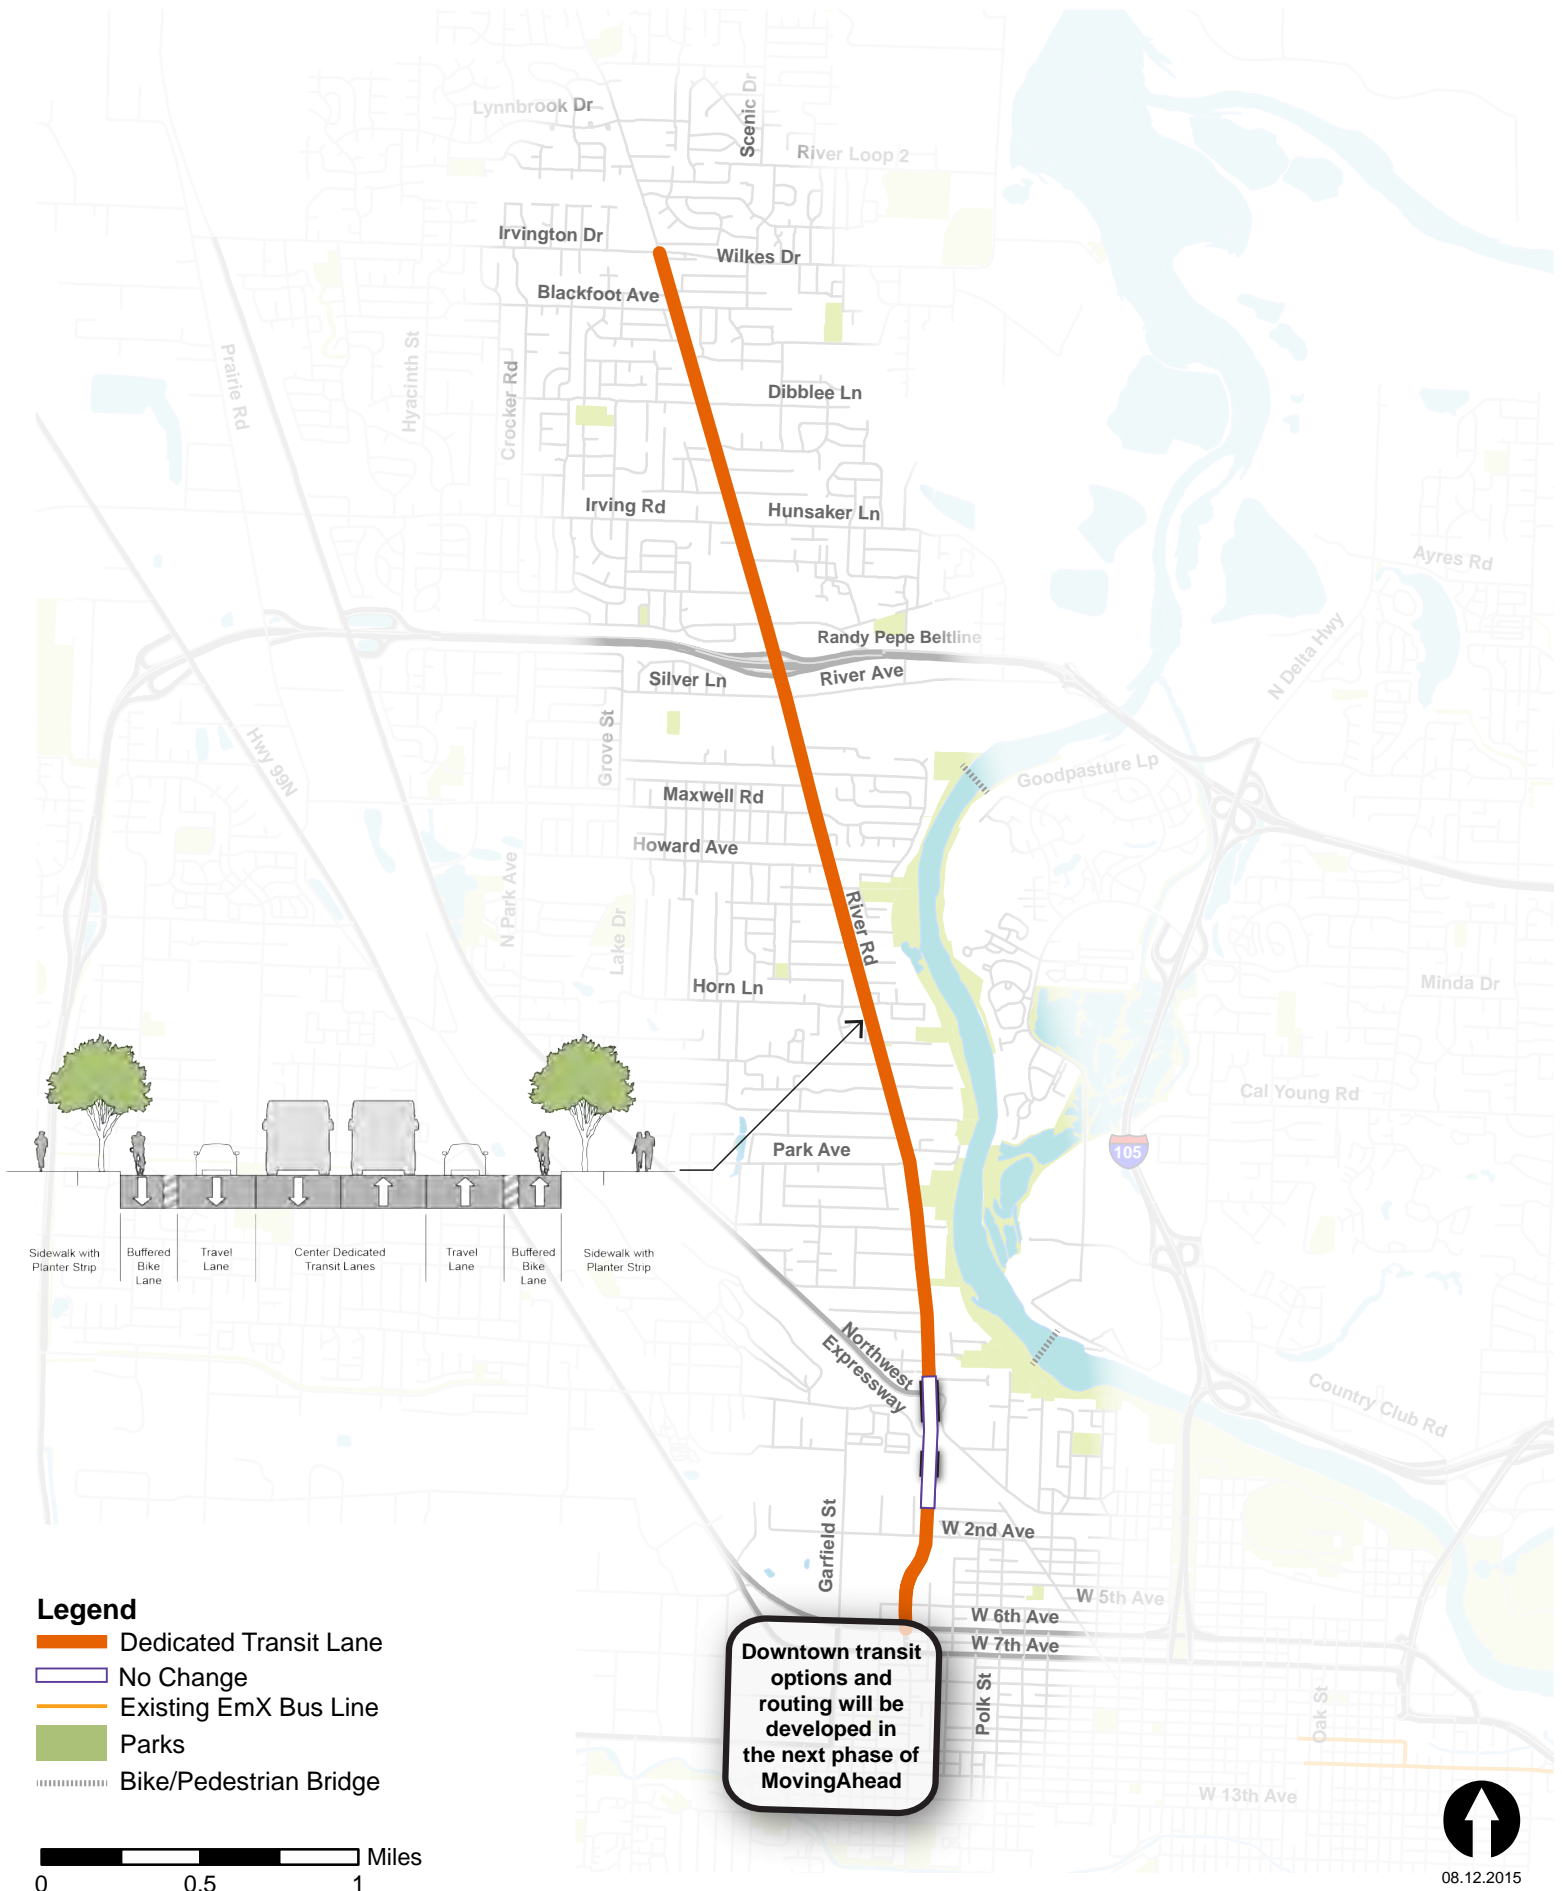 Lynnbrook Dr
Scenic Dr
River Loop 2
Irvington Dr
Wilkes Dr
Blackfoot Ave
Prairie Rd
Hyacinth St
Crocker Rd
Dibblee Ln
Irving Rd
Hunsaker Ln
Ayres Rd
Randy Pape Beltline
River Ave
Silver Ln
N Delta Hwy
Grove St
Hwy 99N
Goodpasture Lp
Maxwell Rd
Howard Ave
N Park Ave
Lake Dr
River Rd
Horn Ln
Minda Dr
Cal Young Rd
Park Ave
105
Sidewalk with
Planter Strip
Buffered
Bike
Lane
Travel
Lane
Center Dedicated
Transit Lanes
Travel
Lane
Buffered
Bike
Lane
Sidewalk with
Planter Strip
Northwest
Expressway
Country Club Rd
Garfield St
W 2nd Ave
W 5th Ave
W 6th Ave
W 7th Ave
Polk St
Oak St
W 13th Ave
Downtown transit
options and
routing will be
developed in
the next phase of
MovingAhead
Legend
Dedicated Transit Lane
No Change
Existing EmX Bus Line
Parks
Bike/Pedestrian Bridge
Miles
0 0.5 1
08.12.2015